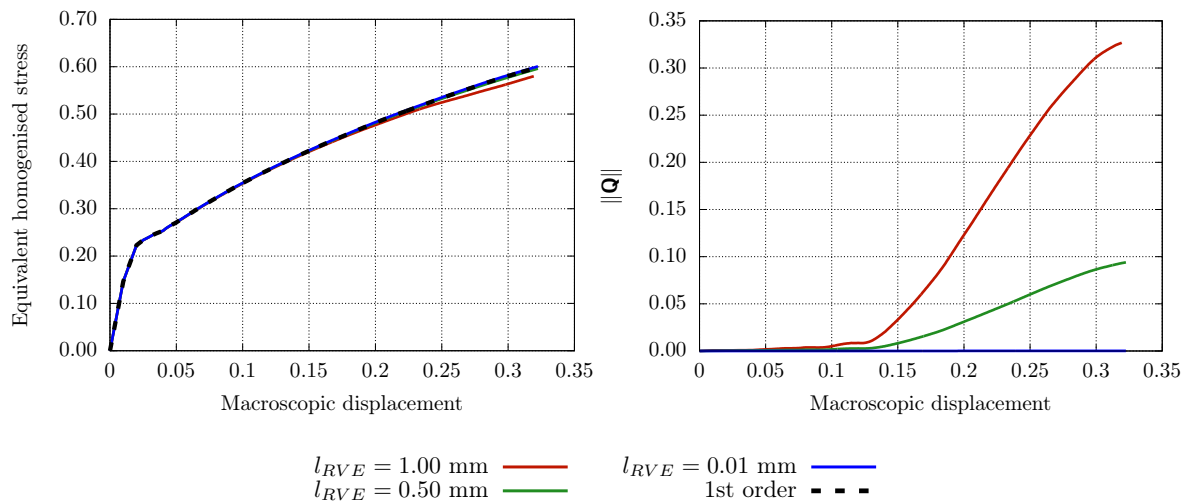 0.70
0.60
0.50
0.40
0.30
0.20
0.10
0.00
0 0.05 0.1 0.15 0.2 0.25 0.3 0.35
Equivalent homogenised stress
Macroscopic displacement
0.35
0.30
0.25
0.20
0.15
0.10
0.05
0.00
0 0.05 0.1 0.15 0.2 0.25 0.3 0.35
‖Q‖
Macroscopic displacement
l_{RVE} = 1.00 mm
l_{RVE} = 0.50 mm
l_{RVE} = 0.01 mm
1st order